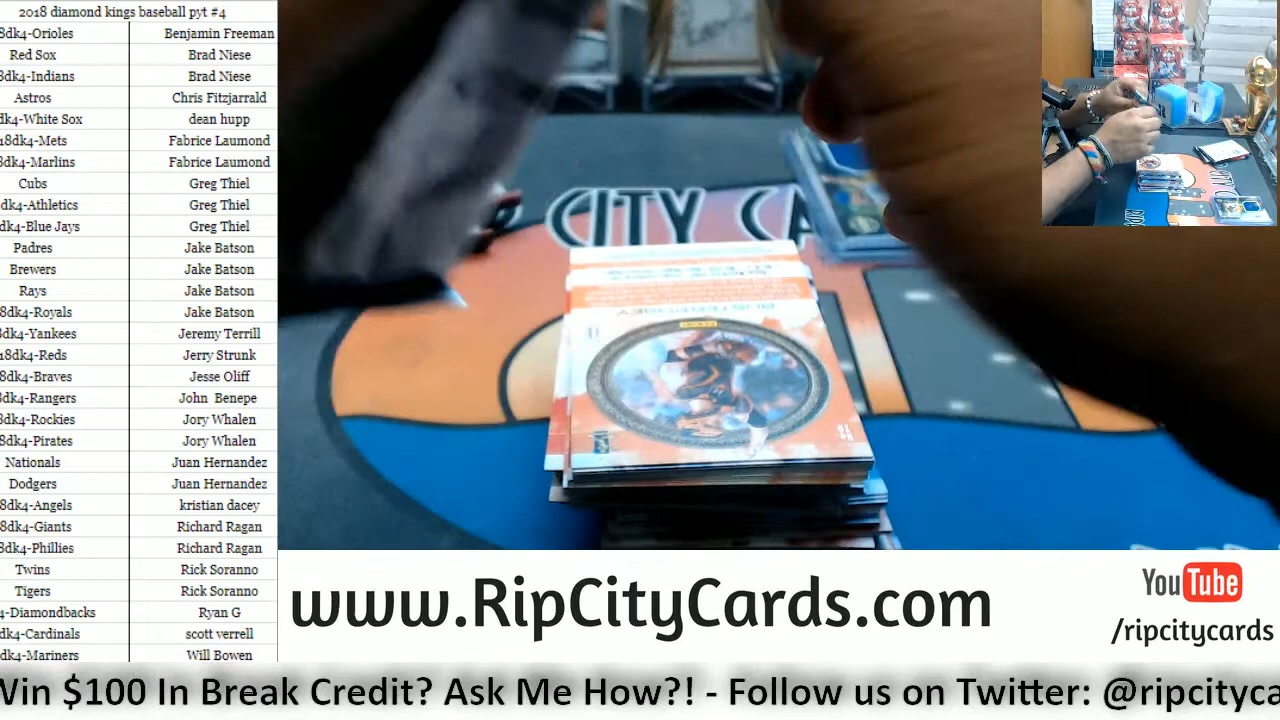 2018 diamond kings baseball pyt #4
8dk4-Orioles Benjamin Freeman
Red Sox Brad Niese
8dk4-Indians Brad Niese
Astros Chris Fitzjarrald
dk4-White Sox dean hupp
18dk4-Mets Fabrice Laumond
8dk4-Marlins Fabrice Laumond
Cubs Greg Thiel
dk4-Athletics Greg Thiel
dk4-Blue Jays Greg Thiel
Padres Jake Batson
Brewers Jake Batson
Rays Jake Batson
8dk4-Royals Jake Batson
8dk4-Yankees Jeremy Terrill
18dk4-Reds Jerry Strunk
8dk4-Braves Jesse Oliff
8dk4-Rangers John Benepe
8dk4-Rockies Jory Whalen
8dk4-Pirates Jory Whalen
Nationals Juan Hernandez
Dodgers Juan Hernandez
8dk4-Angels kristian dacey
8dk4-Giants Richard Ragan
8dk4-Phillies Richard Ragan
Twins Rick Soranno
Tigers Rick Soranno
4-Diamondbacks Ryan G
dk4-Cardinals scott verrell
dk4-Mariners Will Bowen
CITY CA
BUSTER POSEY
www.RipCityCards.com
YouTube
/ripcitycards
Win $100 In Break Credit? Ask Me How?! - Follow us on Twitter: @ripcityca